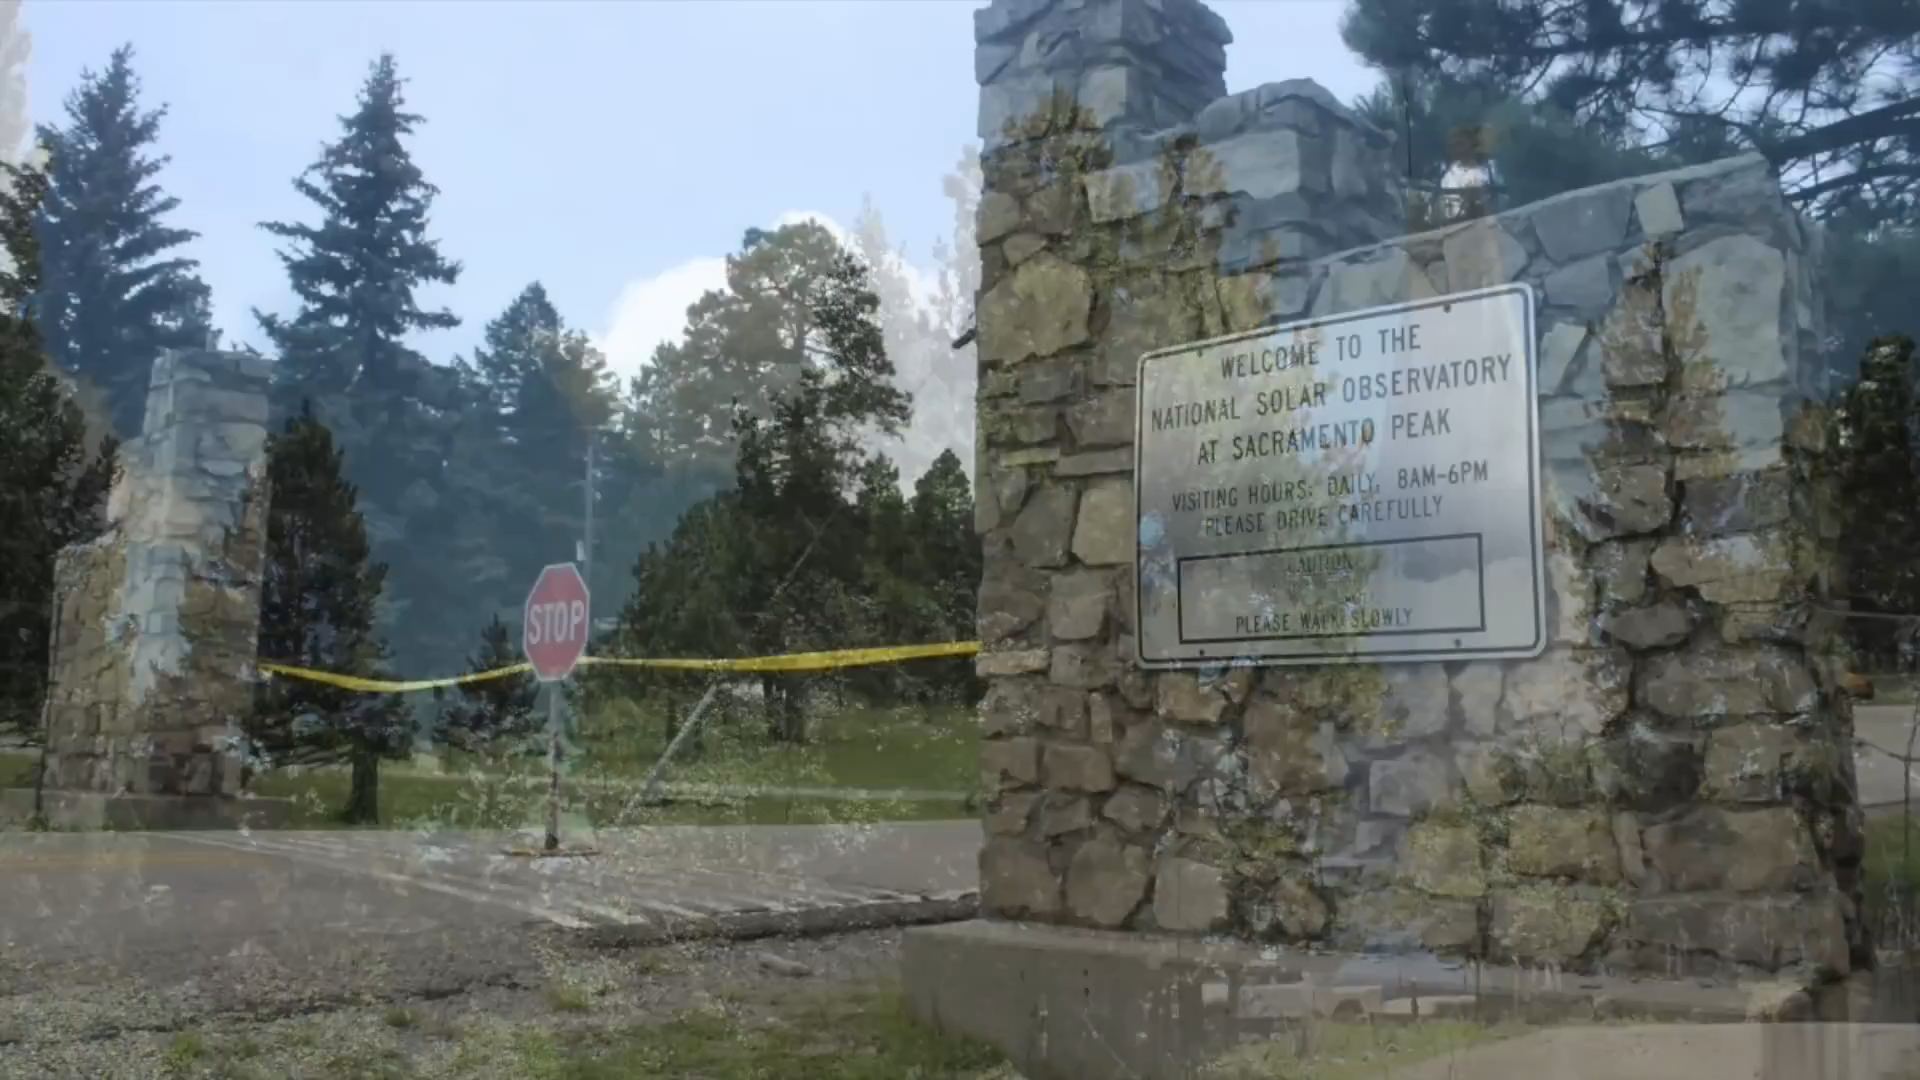 WELCOME TO THE
NATIONAL SOLAR OBSERVATORY
AT SACRAMENTO PEAK
VISITING HOURS: DAILY, 8AM-6PM
PLEASE DRIVE CAREFULLY
CAUTION
PLEASE WALK SLOWLY
STOP